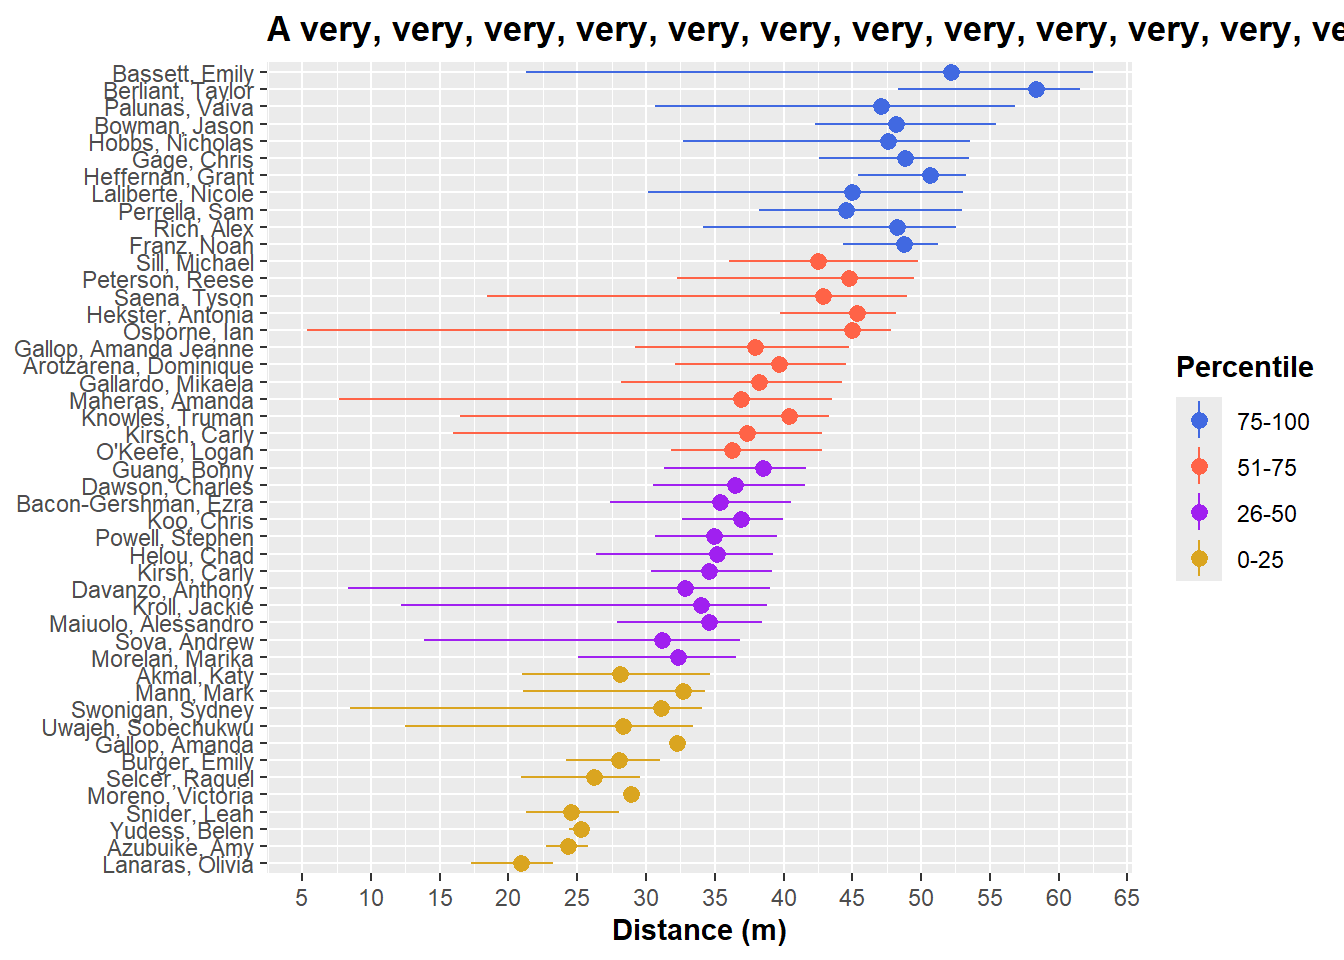 A very, very, very, very, very, very, very, very, very, very, very, ve
Bassett, Emily
Berliant, Taylor
Palunas, Vaiva
Bowman, Jason
Hobbs, Nicholas
Gage, Chris
Heffernan, Grant
Laliberte, Nicole
Perrella, Sam
Rich, Alex
Franz, Noah
Sill, Michael
Peterson, Reese
Saena, Tyson
Hekster, Antonia
Osborne, Ian
Gallop, Amanda Jeanne
Arotzarena, Dominique
Gallardo, Mikaela
Maheras, Amanda
Knowles, Truman
Kirsch, Carly
O'Keefe, Logan
Guang, Bonny
Dawson, Charles
Bacon-Gershman, Ezra
Koo, Chris
Powell, Stephen
Helou, Chad
Kirsh, Carly
Davanzo, Anthony
Kroll, Jackie
Maiuolo, Alessandro
Sova, Andrew
Morelan, Marika
Akmal, Katy
Mann, Mark
Swonigan, Sydney
Uwajeh, Sobechukwu
Gallop, Amanda
Burger, Emily
Selcer, Raquel
Moreno, Victoria
Snider, Leah
Yudess, Belen
Azubuike, Amy
Lanaras, Olivia
5 10 15 20 25 30 35 40 45 50 55 60 65
Distance (m)
Percentile
75-100
51-75
26-50
0-25